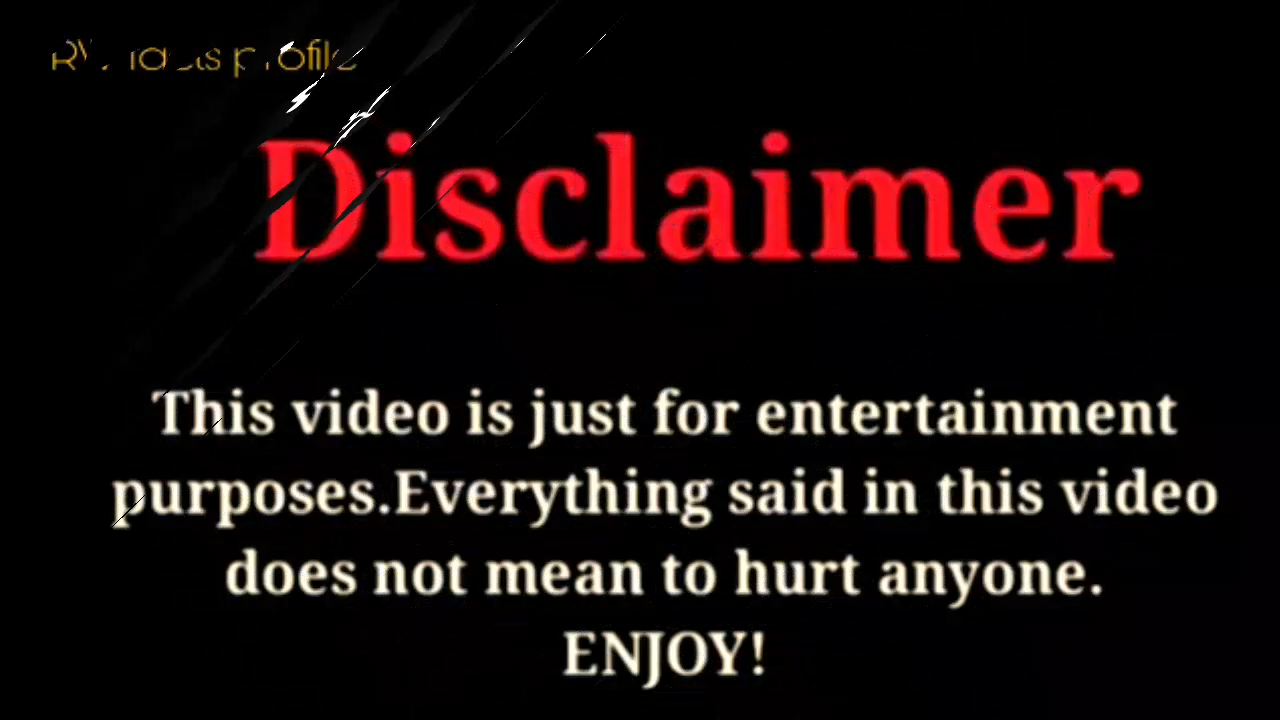 profile
Disclaimer
This video is just for entertainment
purposes.Everything said in this video
does not mean to hurt anyone.
ENJOY!